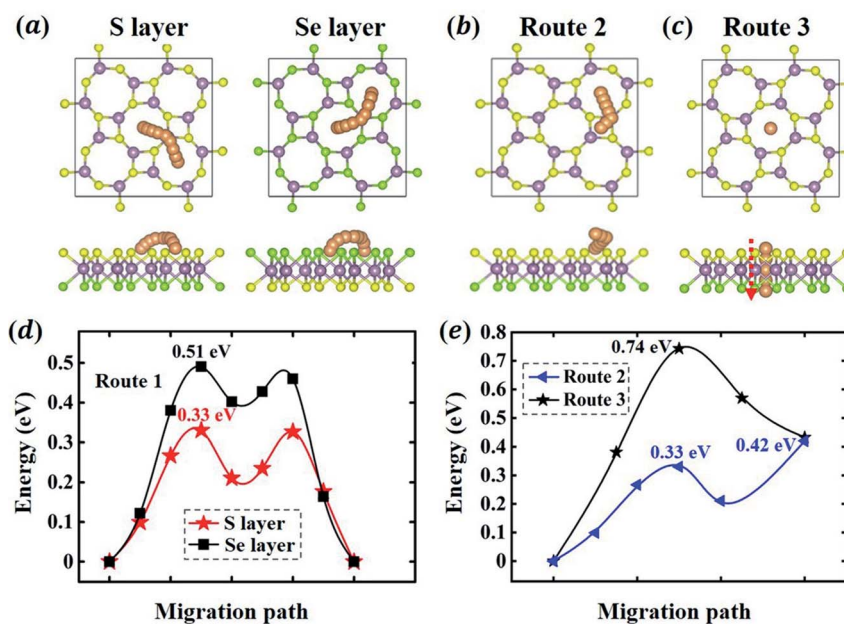 (a) S layer Se layer (b) Route 2 (c) Route 3
(d)
Energy (eV)
0.5
0.4
0.3
0.2
0.1
0
Route 1
0.51 eV
0.33 eV
S layer
Se layer
Migration path
(e)
Energy (eV)
0.8
0.7
0.6
0.5
0.4
0.3
0.2
0.1
0
0.74 eV
Route 2
Route 3
0.33 eV
0.42 eV
Migration path